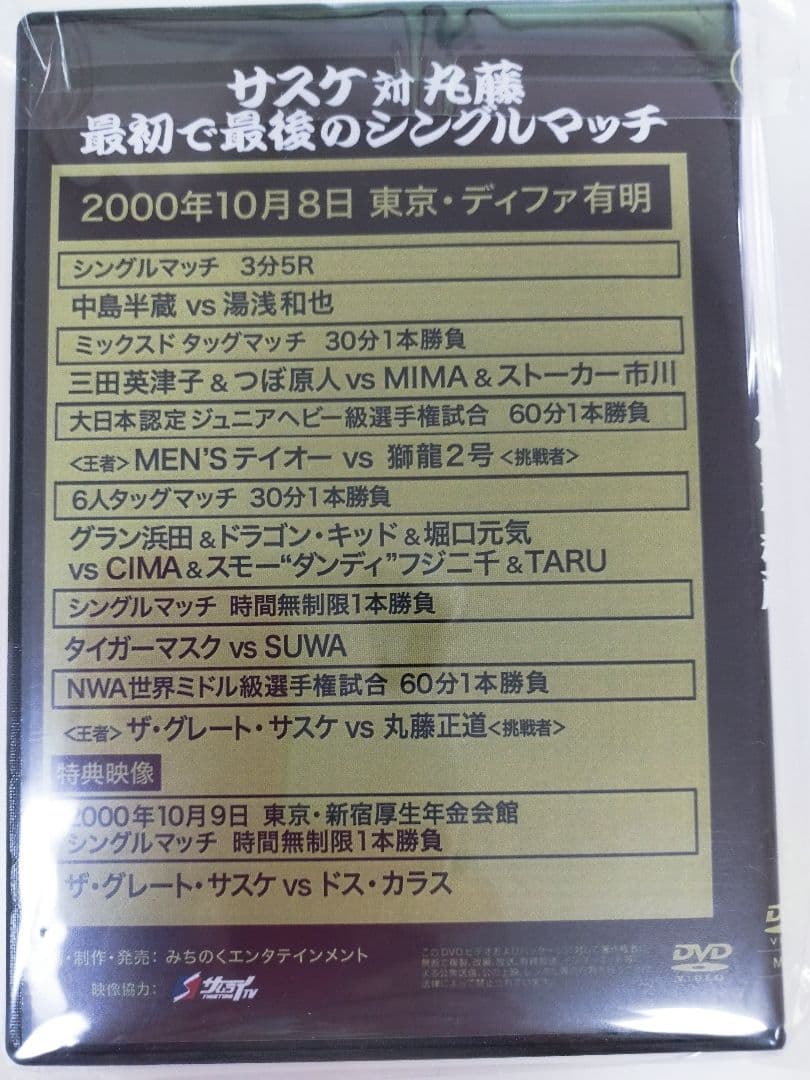 サスケ対丸藤
最初で最後のシングルマッチ
2000年10月8日 東京・ディファ有明
シングルマッチ 3分5R
中島半蔵 vs 湯浅和也
ミックスド タッグマッチ 30分1本勝負
三田英津子 & つぼ原人 vs MIMA & ストーカー市川
大日本認定 ジュニアヘビー級選手権試合 60分1本勝負
<王者> MEN'Sテイオー vs 獅龍2号 <挑戦者>
6人タッグマッチ 30分1本勝負
グラン浜田 & ドラゴン・キッド & 堀口元気
vs CIMA & スモー“ダンディ”フジ二千 & TARU
シングルマッチ 時間無制限1本勝負
タイガーマスク vs SUWA
NWA世界ミドル級選手権試合 60分1本勝負
<王者> ザ・グレート・サスケ vs 丸藤正道 <挑戦者>
特典映像
2000年10月9日 東京・新宿厚生年金会館
シングルマッチ 時間無制限1本勝負
ザ・グレート・サスケ vs ドス・カラス
・制作・発売：みちのくエンタテインメント
映像協力： サムライTV
DVD
VIDEO